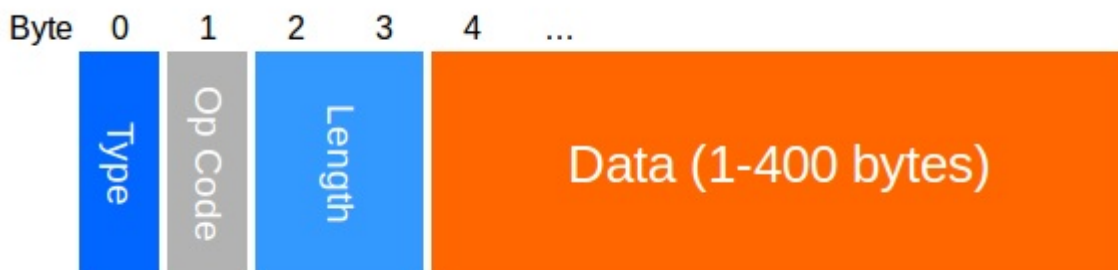 Byte 0 1 2 3 4 ...
Type
Op Code
Length
Data (1-400 bytes)